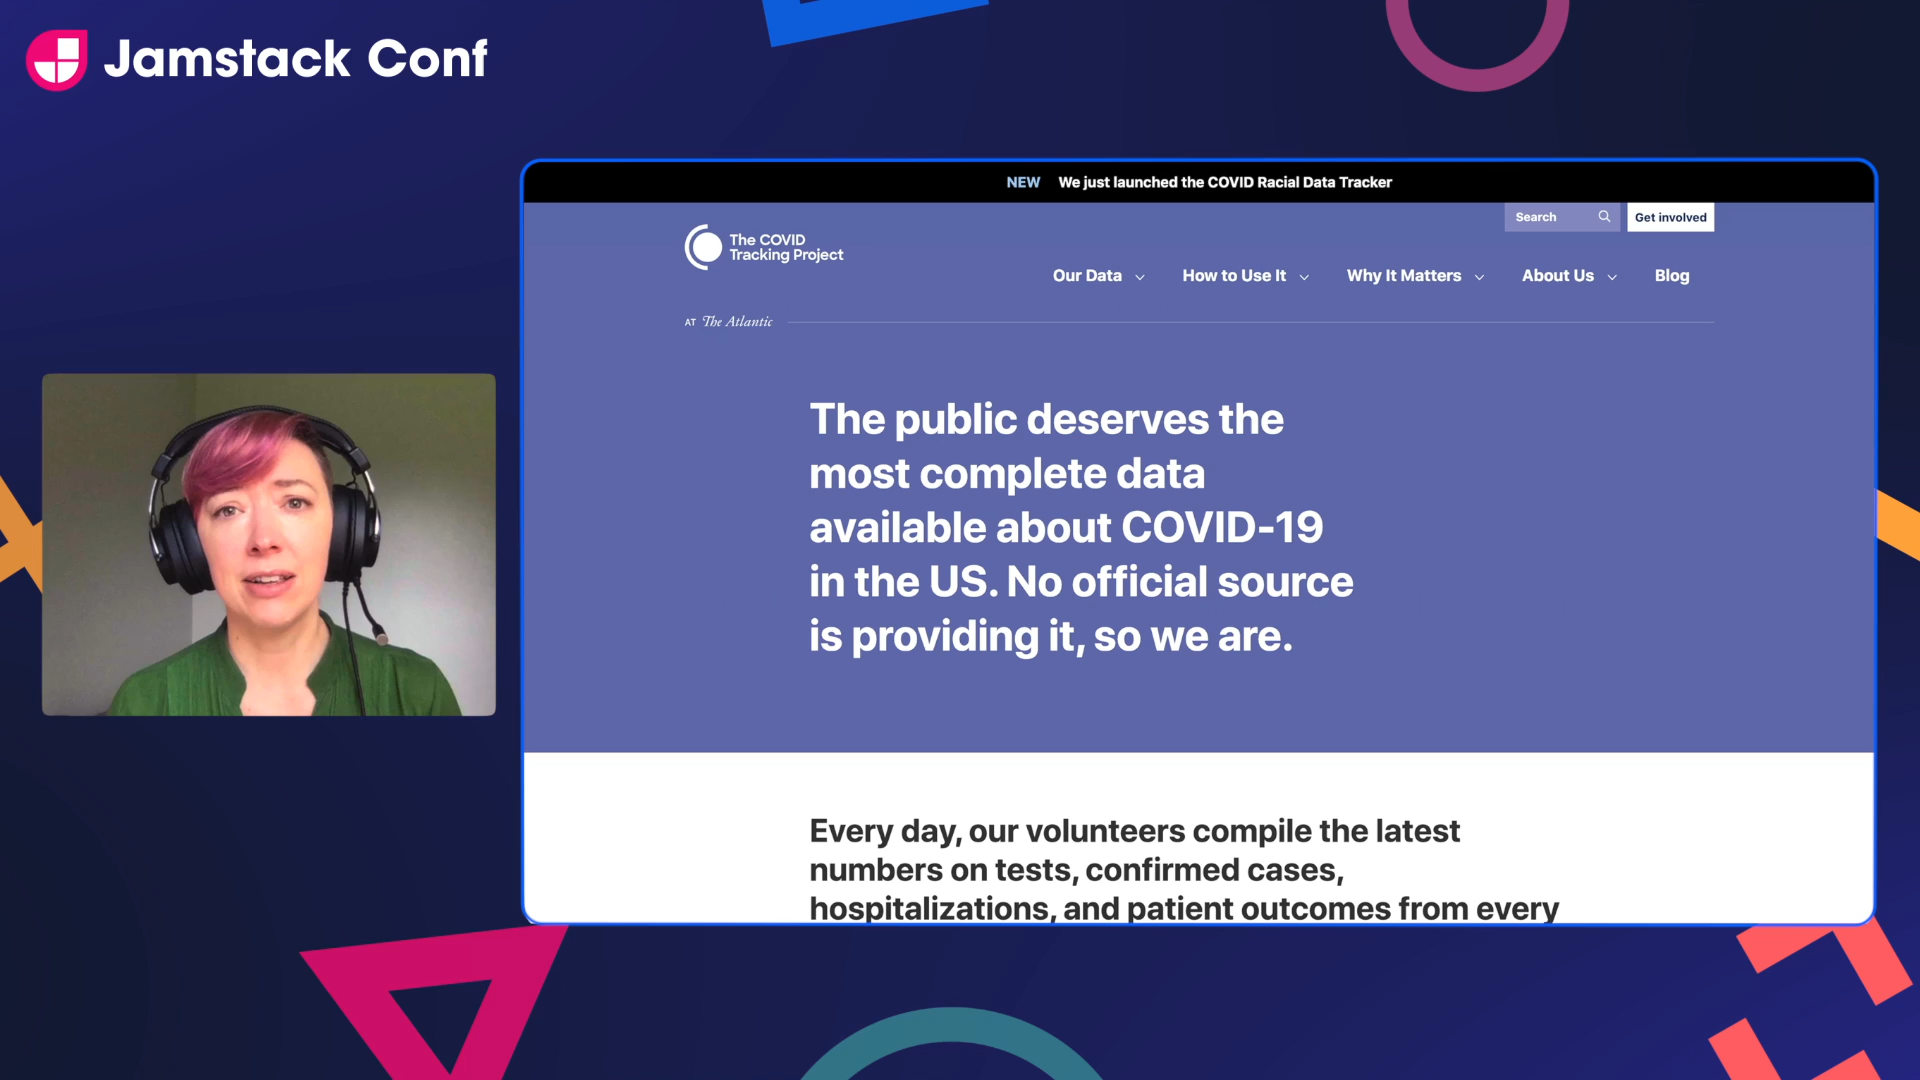 Jamstack Conf
NEW We just launched the COVID Racial Data Tracker
Search
Get involved
The COVID
Tracking Project
Our Data
How to Use It
Why It Matters
About Us
Blog
AT The Atlantic
The public deserves the
most complete data
available about COVID-19
in the US. No official source
is providing it, so we are.
Every day, our volunteers compile the latest
numbers on tests, confirmed cases,
hospitalizations, and patient outcomes from every